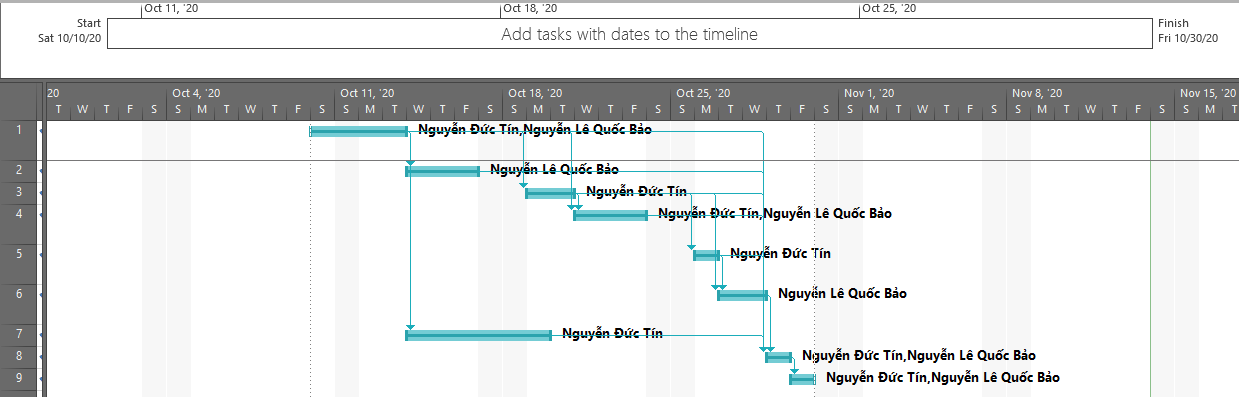 Oct 11, '20 Oct 18, '20 Oct 25, '20
Start Add tasks with dates to the timeline Finish
Sat 10/10/20 Fri 10/30/20
20 Oct 4, '20 Oct 11, '20 Oct 18, '20 Oct 25, '20 Nov 1, '20 Nov 8, '20 Nov 15, '20
T W T F S S M T W T F S S M T W T F S S M T W T F S S M T W T F S S M T W T F S S M T W T F S S M T
1 Nguyễn Đức Tín,Nguyễn Lê Quốc Bảo
2 Nguyễn Lê Quốc Bảo
3 Nguyễn Đức Tín
4 Nguyễn Đức Tín,Nguyễn Lê Quốc Bảo
5 Nguyễn Đức Tín
6 Nguyễn Lê Quốc Bảo
7 Nguyễn Đức Tín
8 Nguyễn Đức Tín,Nguyễn Lê Quốc Bảo
9 Nguyễn Đức Tín,Nguyễn Lê Quốc Bảo